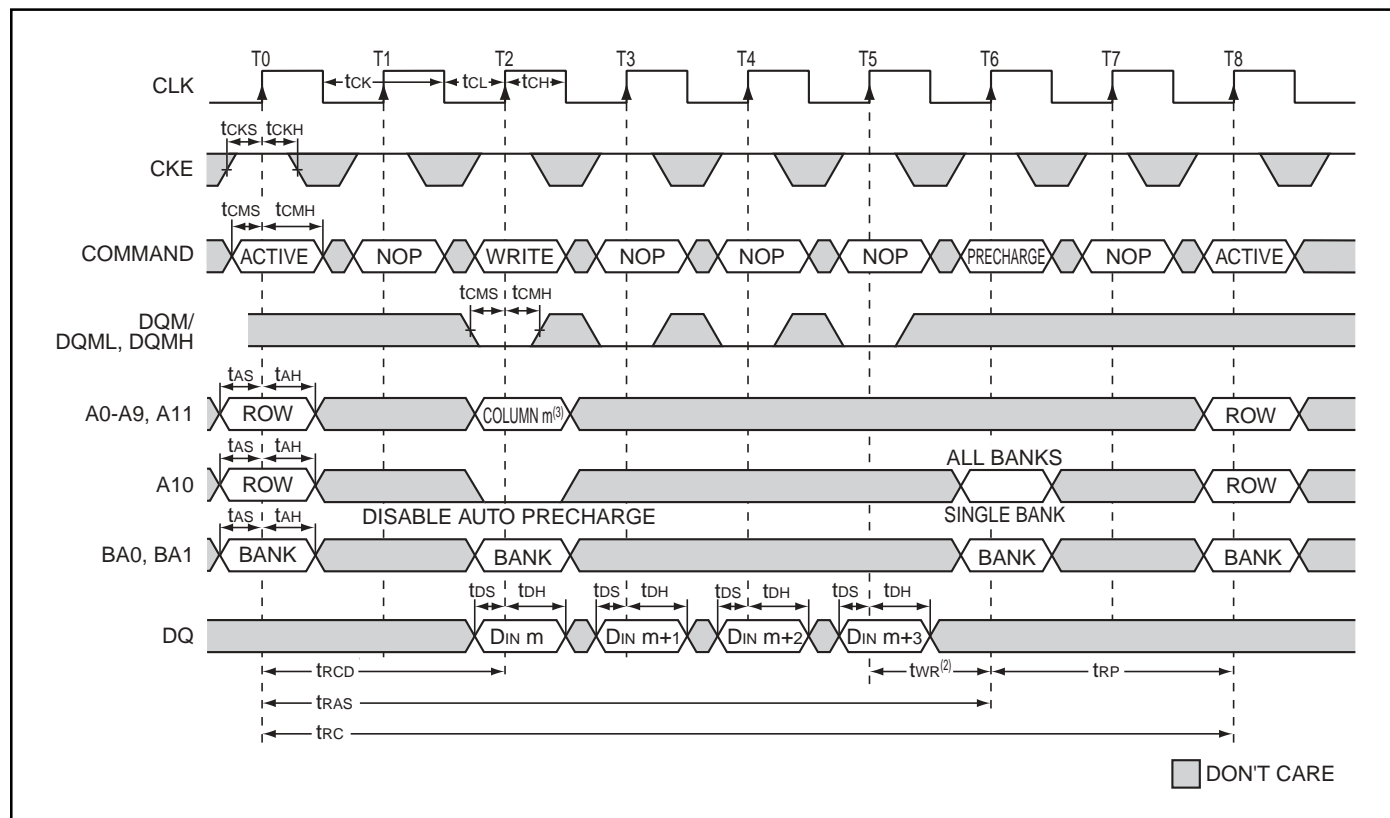 T0 T1 T2 T3 T4 T5 T6 T7 T8
CLK tCK tCL tCH
tCKS tCKH
CKE
tCMS tCMH
COMMAND ACTIVE NOP WRITE NOP NOP NOP PRECHARGE NOP ACTIVE
tCMS tCMH
DQM/
DQML, DQMH
tAS tAH
A0-A9, A11 ROW COLUMN m(3) ROW
tAS tAH ALL BANKS
A10 ROW ROW
DISABLE AUTO PRECHARGE SINGLE BANK
tAS tAH
BA0, BA1 BANK BANK BANK BANK
tDS tDH tDS tDH tDS tDH tDS tDH
DQ DIN m DIN m+1 DIN m+2 DIN m+3
tRCD tWR(2) tRP
tRAS
tRC
DON'T CARE